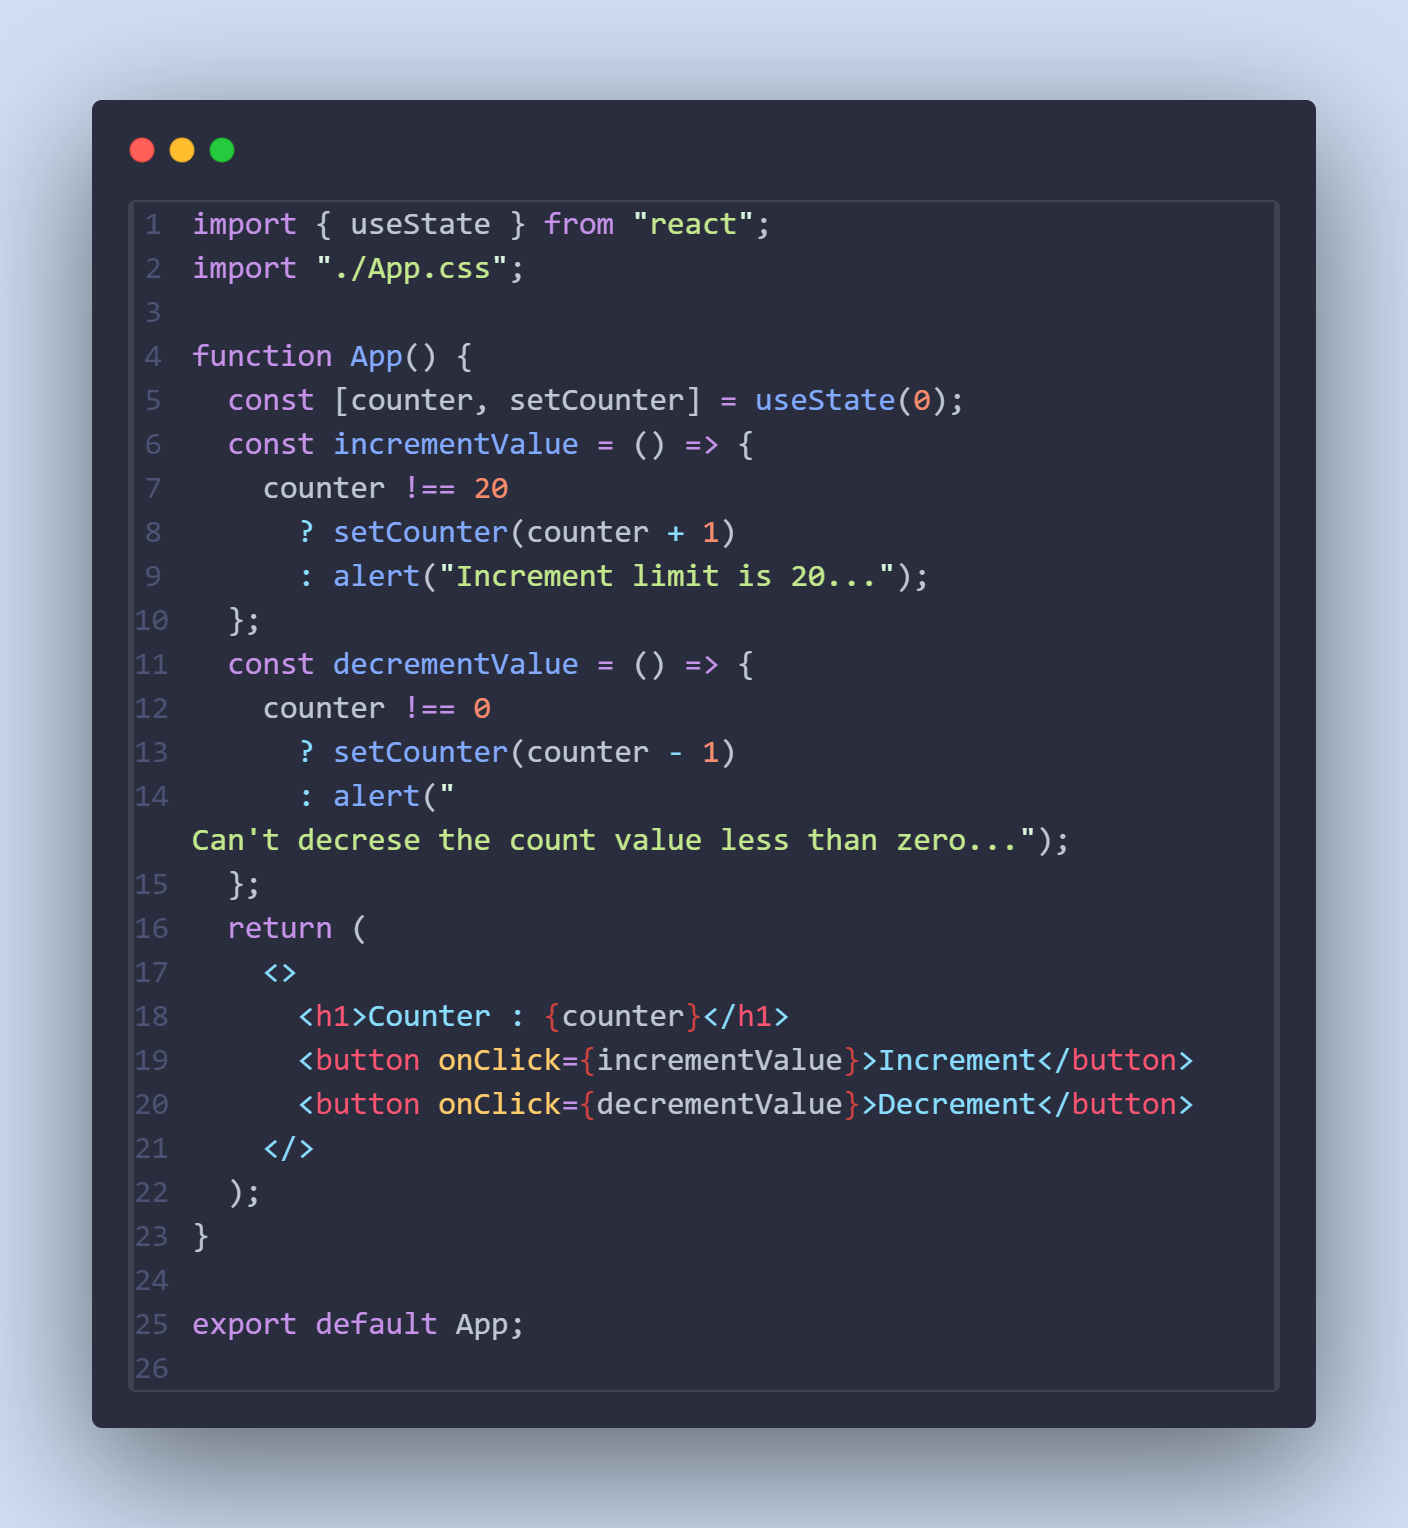 1 import { useState } from "react";
2 import "./App.css";
3
4 function App() {
5   const [counter, setCounter] = useState(0);
6   const incrementValue = () => {
7     counter !== 20
8       ? setCounter(counter + 1)
9       : alert("Increment limit is 20...");
10   };
11   const decrementValue = () => {
12     counter !== 0
13       ? setCounter(counter - 1)
14       : alert("
Can't decrese the count value less than zero...");
15   };
16   return (
17     <>
18       <h1>Counter : {counter}</h1>
19       <button onClick={incrementValue}>Increment</button>
20       <button onClick={decrementValue}>Decrement</button>
21     </>
22   );
23 }
24
25 export default App;
26